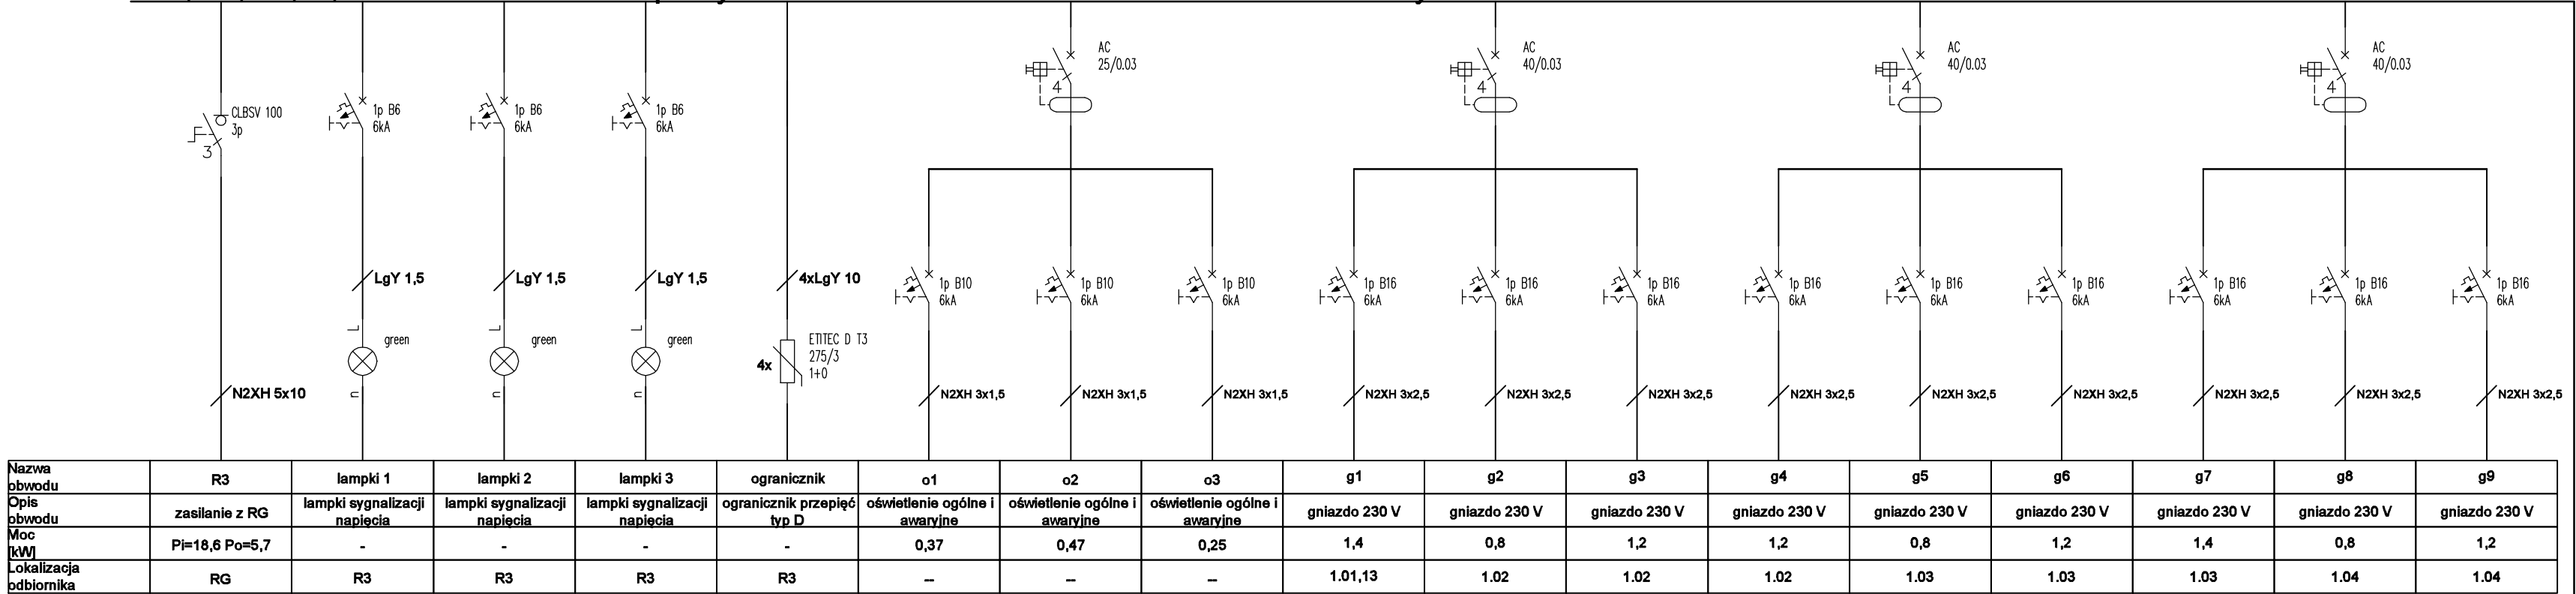 AC
25/0.03
4
AC
40/0.03
4
AC
40/0.03
4
AC
40/0.03
4
CLBSV 100
3p
3
1p B6
6kA
1p B6
6kA
1p B6
6kA
LgY 1,5
LgY 1,5
LgY 1,5
4xLgY 10
1p B10
6kA
1p B10
6kA
1p B10
6kA
1p B16
6kA
1p B16
6kA
1p B16
6kA
1p B16
6kA
1p B16
6kA
1p B16
6kA
1p B16
6kA
1p B16
6kA
1p B16
6kA
L
green
n
L
green
n
L
green
n
4x
ETITEC D T3
275/3
1+0
N2XH 5x10
N2XH 3x1,5
N2XH 3x1,5
N2XH 3x1,5
N2XH 3x2,5
N2XH 3x2,5
N2XH 3x2,5
N2XH 3x2,5
N2XH 3x2,5
N2XH 3x2,5
N2XH 3x2,5
N2XH 3x2,5
N2XH 3x2,5
Nazwa
obwodu
R3
lampki 1
lampki 2
lampki 3
ogranicznik
o1
o2
o3
g1
g2
g3
g4
g5
g6
g7
g8
g9
Opis
obwodu
zasilanie z RG
lampki sygnalizacji
napięcia
lampki sygnalizacji
napięcia
lampki sygnalizacji
napięcia
ogranicznik przepięć
typ D
oświetlenie ogólne i
awaryjne
oświetlenie ogólne i
awaryjne
oświetlenie ogólne i
awaryjne
gniazdo 230 V
gniazdo 230 V
gniazdo 230 V
gniazdo 230 V
gniazdo 230 V
gniazdo 230 V
gniazdo 230 V
gniazdo 230 V
gniazdo 230 V
Moc
[kW]
Pi=18,6 Po=5,7
-
-
-
-
0,37
0,47
0,25
1,4
0,8
1,2
1,2
0,8
1,2
1,4
0,8
1,2
Lokalizacja
odbiornika
RG
R3
R3
R3
R3
--
--
--
1.01,13
1.02
1.02
1.02
1.03
1.03
1.03
1.04
1.04